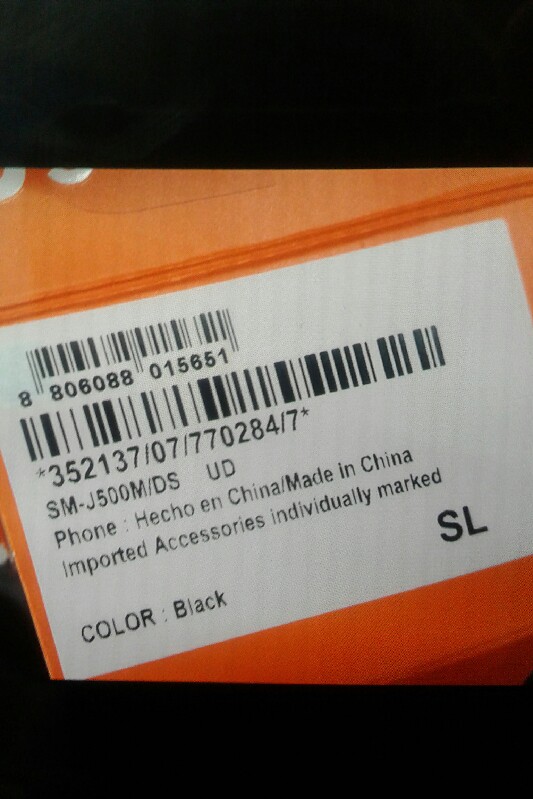 8 806088 015651
*352137/07/770284/7*
SM-J500M/DS UD
Phone : Hecho en China/Made in China
Imported Accessories individually marked
SL
COLOR : Black